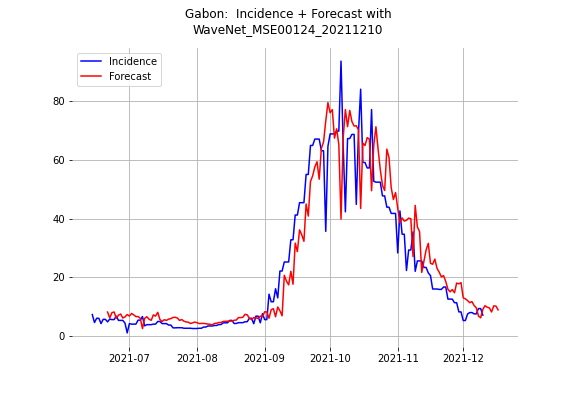 Gabon:  Incidence + Forecast with
WaveNet_MSE00124_20211210
Incidence
Forecast
80
60
40
20
0
2021-07
2021-08
2021-09
2021-10
2021-11
2021-12